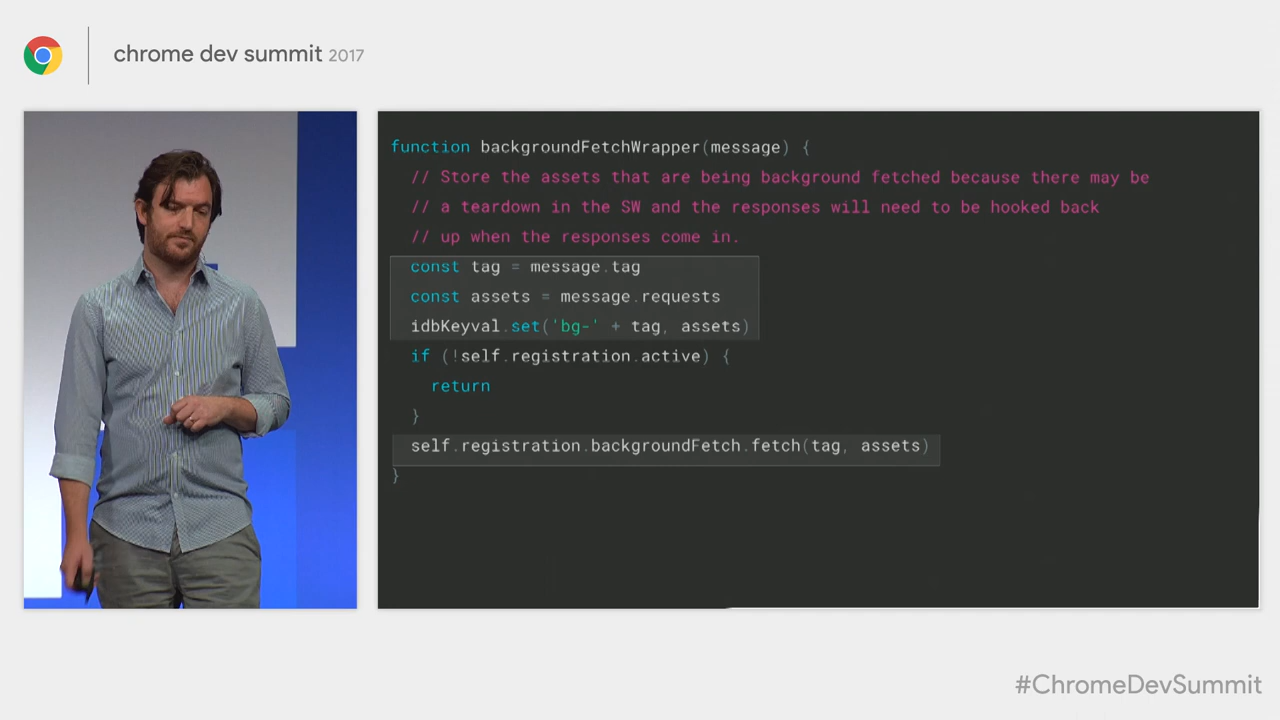 chrome dev summit 2017
function backgroundFetchWrapper(message) {
// Store the assets that are being background fetched because there may be
// a teardown in the SW and the responses will need to be hooked back
// up when the responses come in.
const tag = message.tag
const assets = message.requests
idbKeyval.set('bg-' + tag, assets)
if (!self.registration.active) {
return
}
self.registration.backgroundFetch.fetch(tag, assets)
}
#ChromeDevSummit